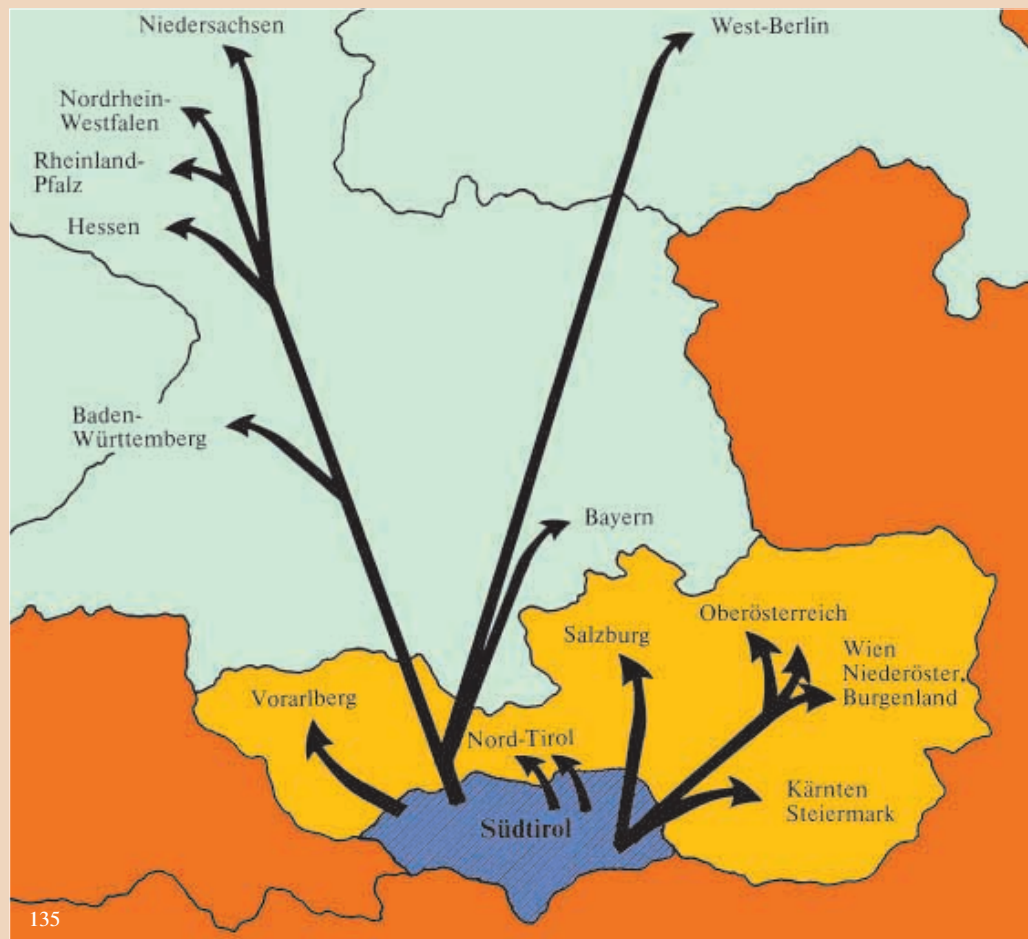 Niedersachsen
West-Berlin
Nordrhein-
Westfalen
Rheinland-
Pfalz
Hessen
Baden-
Württemberg
Bayern
Oberösterreich
Salzburg
Wien
Niederöster.
Burgenland
Vorarlberg
Nord-Tirol
Kärnten
Steiermark
Südtirol
135